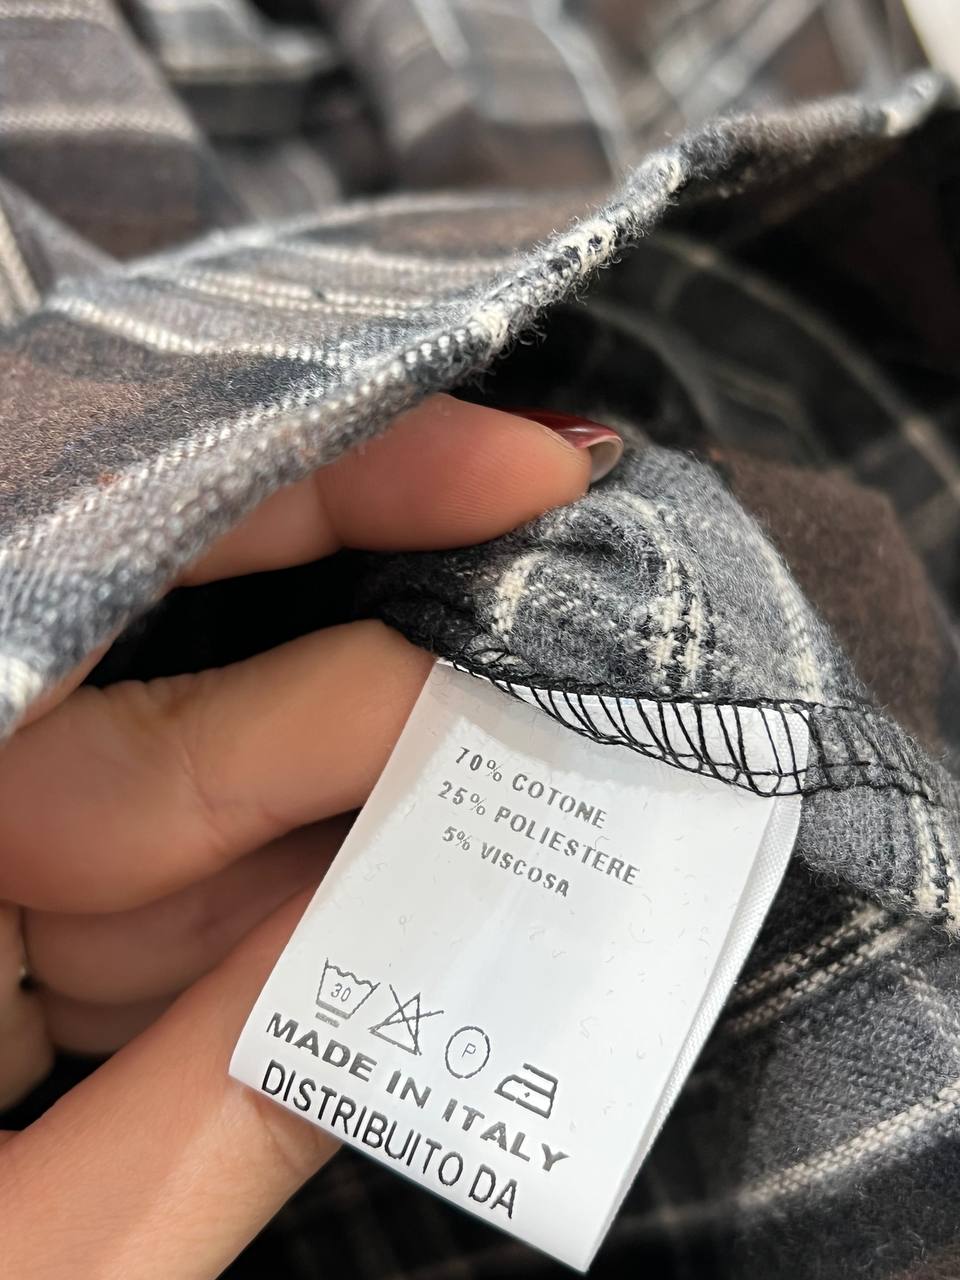 70% COTONE
25% POLIESTERE
5% VISCOSA
30 P
MADE IN ITALY
DISTRIBUITO DA